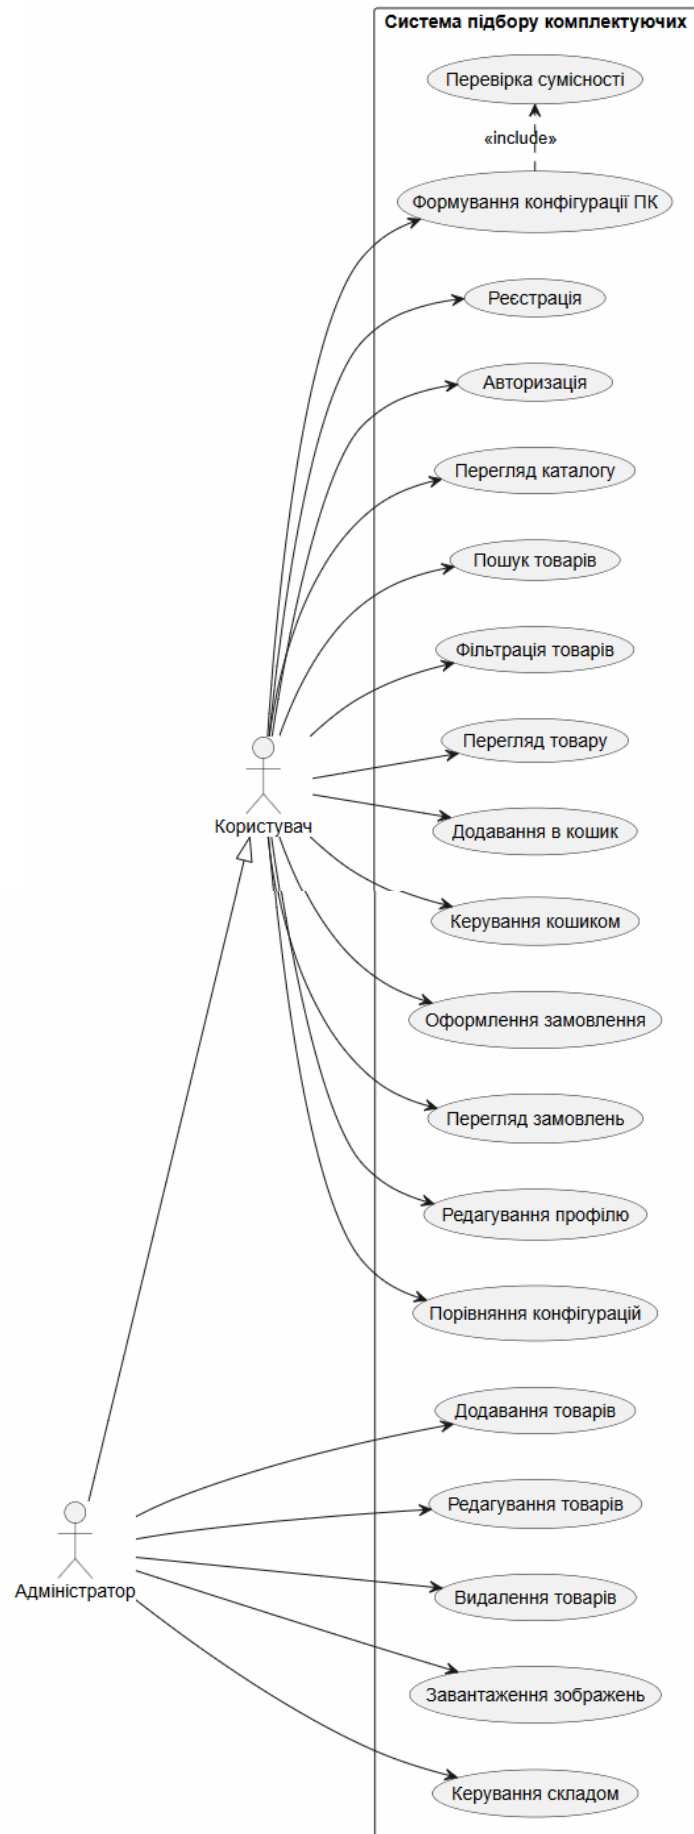 Система підбору комплектуючих
Перевірка сумісності
«include»
Формування конфігурації ПК
Реєстрація
Авторизація
Перегляд каталогу
Пошук товарів
Фільтрація товарів
Перегляд товару
Користувач
Додавання в кошик
Керування кошиком
Оформлення замовлення
Перегляд замовлень
Редагування профілю
Порівняння конфігурацій
Додавання товарів
Редагування товарів
Адміністратор
Видалення товарів
Завантаження зображень
Керування складом